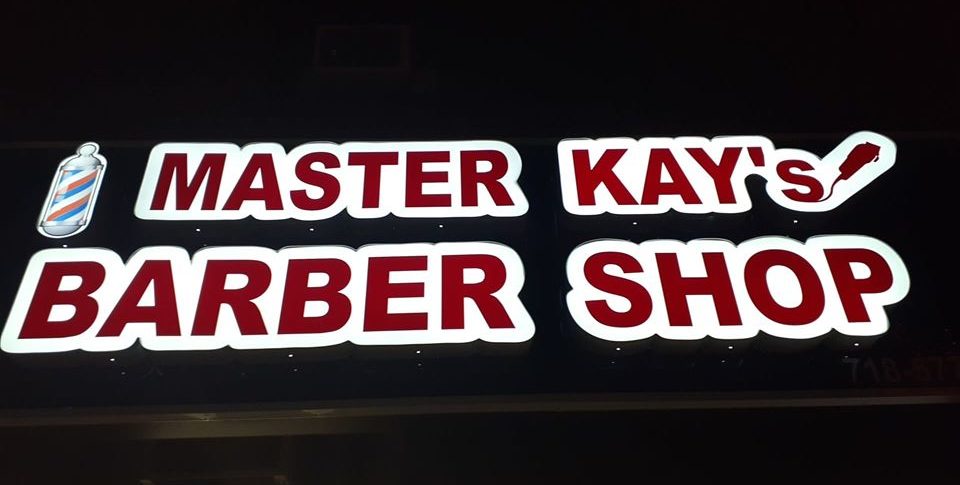 MASTER KAY's
BARBER SHOP